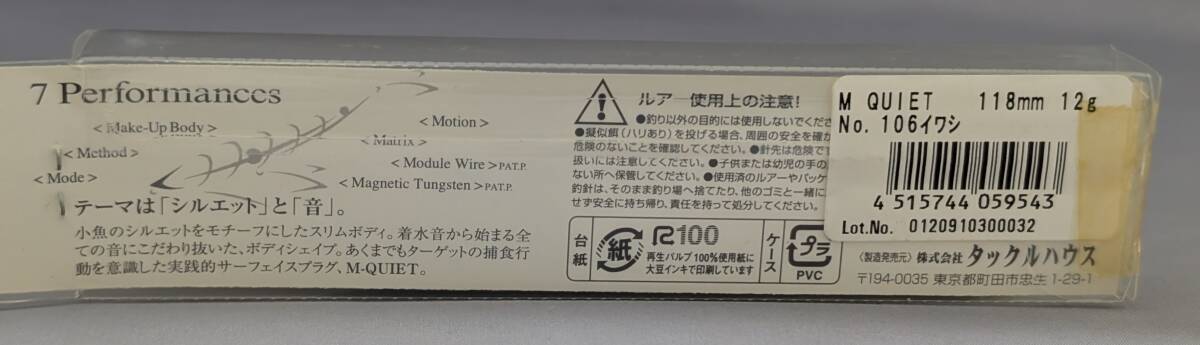 7 Performances
< Make-Up Body >
< Motion >
< Method >
< Matrix >
< Mode >
< Module Wire >PAT.P.
< Magnetic Tungsten >PAT.P.
テーマは「シルエット」と「音」。
小魚のシルエットをモチーフにしたスリムボディ。着水音から始まる全
ての音にこだわり抜いた、ボディシェイプ。あくまでもターゲットの捕食行
動を意識した実践的サーフェイスプラグ、M-QUIET。
ルアー使用上の注意!
●釣り以外の目的には使用しないでくだ
●擬似餌(ハリあり)を投げる場合、周囲の安全を確か
危険のないことを確認してください。●針先は危険です
扱いには注意してください。●子供または幼児の手の
ない所へ保管してください。●使用済のルアーやパッケ
釣針は、そのまま釣り場へ捨てたり、他のゴミと一緒に
せず安全に持ち帰り、責任を持って処分してください。
台紙
紙
R100
再生パルプ100%使用紙に
大豆インキで印刷しています
ケース
プラ
PVC
M QUIET 118mm 12g
No. 106イワシ
4 515744 059543
Lot.No. 0120910300032
〈製造発売元〉株式会社タックルハウス
〒194-0035 東京都町田市忠生1-29-1